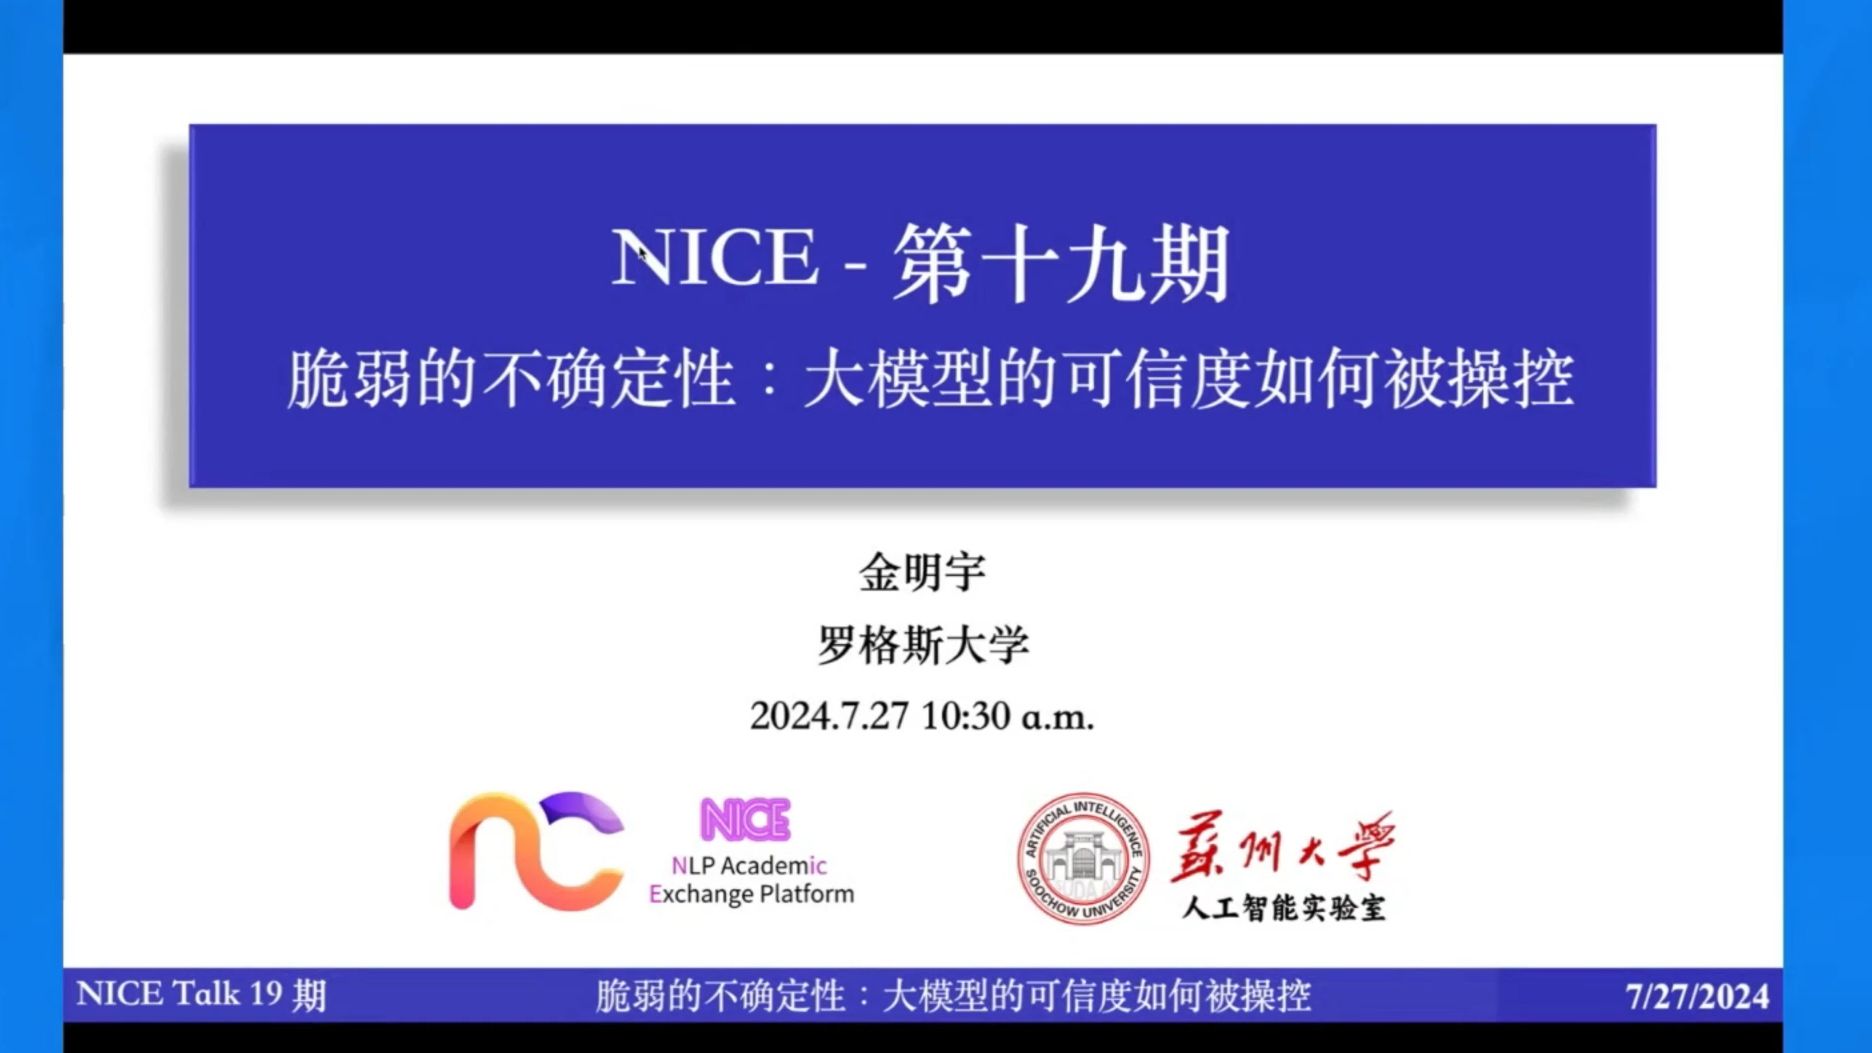 NICE - 第十九期
脆弱的不确定性：大模型的可信度如何被操控
金明宇
罗格斯大学
2024.7.27 10:30 a.m.
NICE
NLP Academic
Exchange Platform
ARTIFICIAL INTELLIGENCE
SOOCHOW UNIVERSITY
蘇州大學
人工智能实验室
NICE Talk 19 期
脆弱的不确定性：大模型的可信度如何被操控
7/27/2024